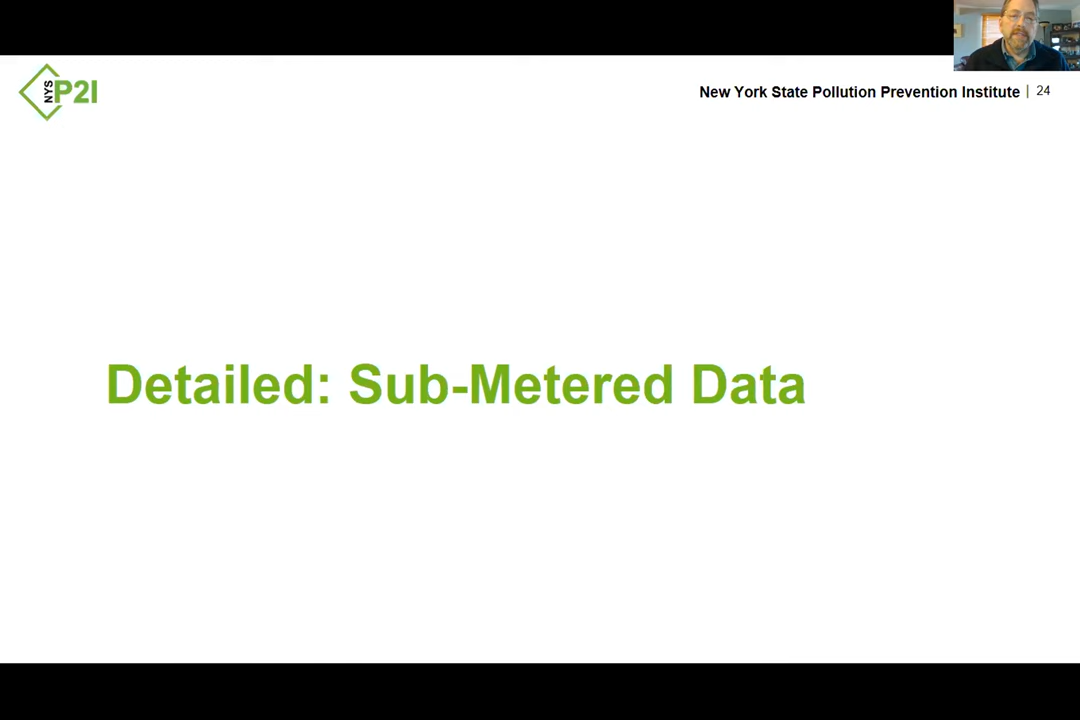 NYS P2I
New York State Pollution Prevention Institute | 24
Detailed: Sub-Metered Data